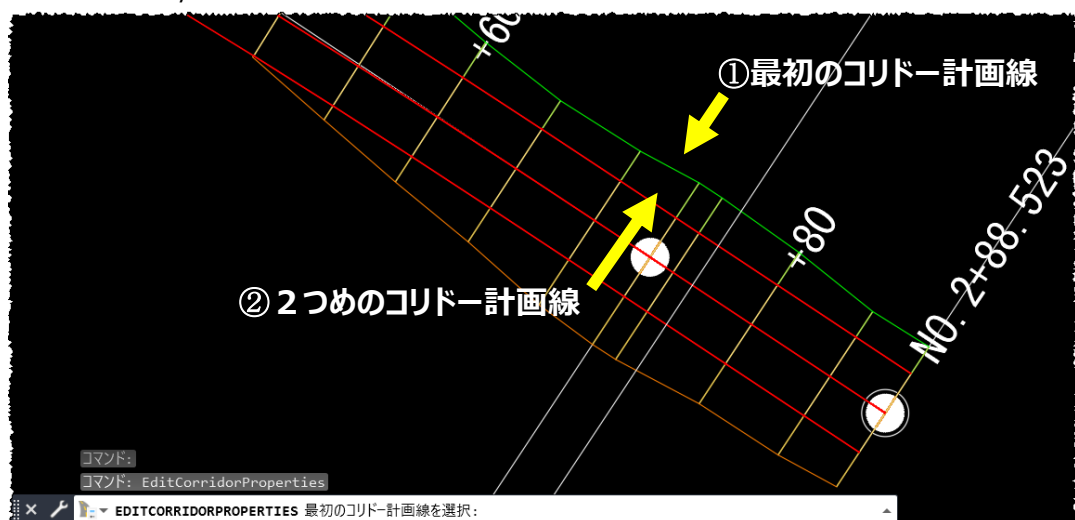 +60
①最初のコリドー計画線
+80
NO. 2+88. 523
②２つめのコリドー計画線
コマンド:
コマンド: EditCorridorProperties
EDITCORRIDORPROPERTIES 最初のコリドー計画線を選択: